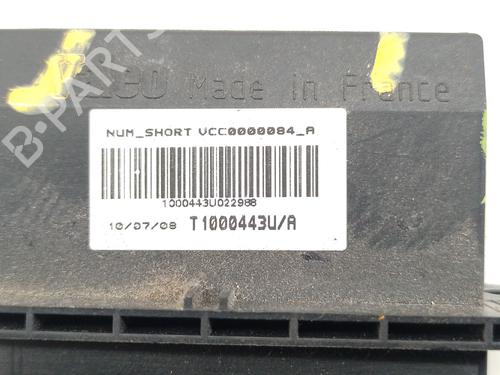 Made in France
NUM_SHORT VCC0000084_A
1000443U022988
10/07/08 T1000443U/A